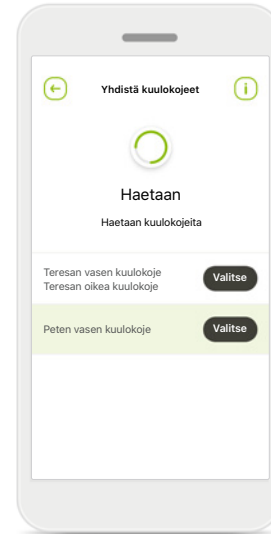 Yhdistä kuulokojeet
Haetaan
Haetaan kuulokojeita
Teresan vasen kuulokoje
Teresan oikea kuulokoje
Valitse
Peten vasen kuulokoje
Valitse